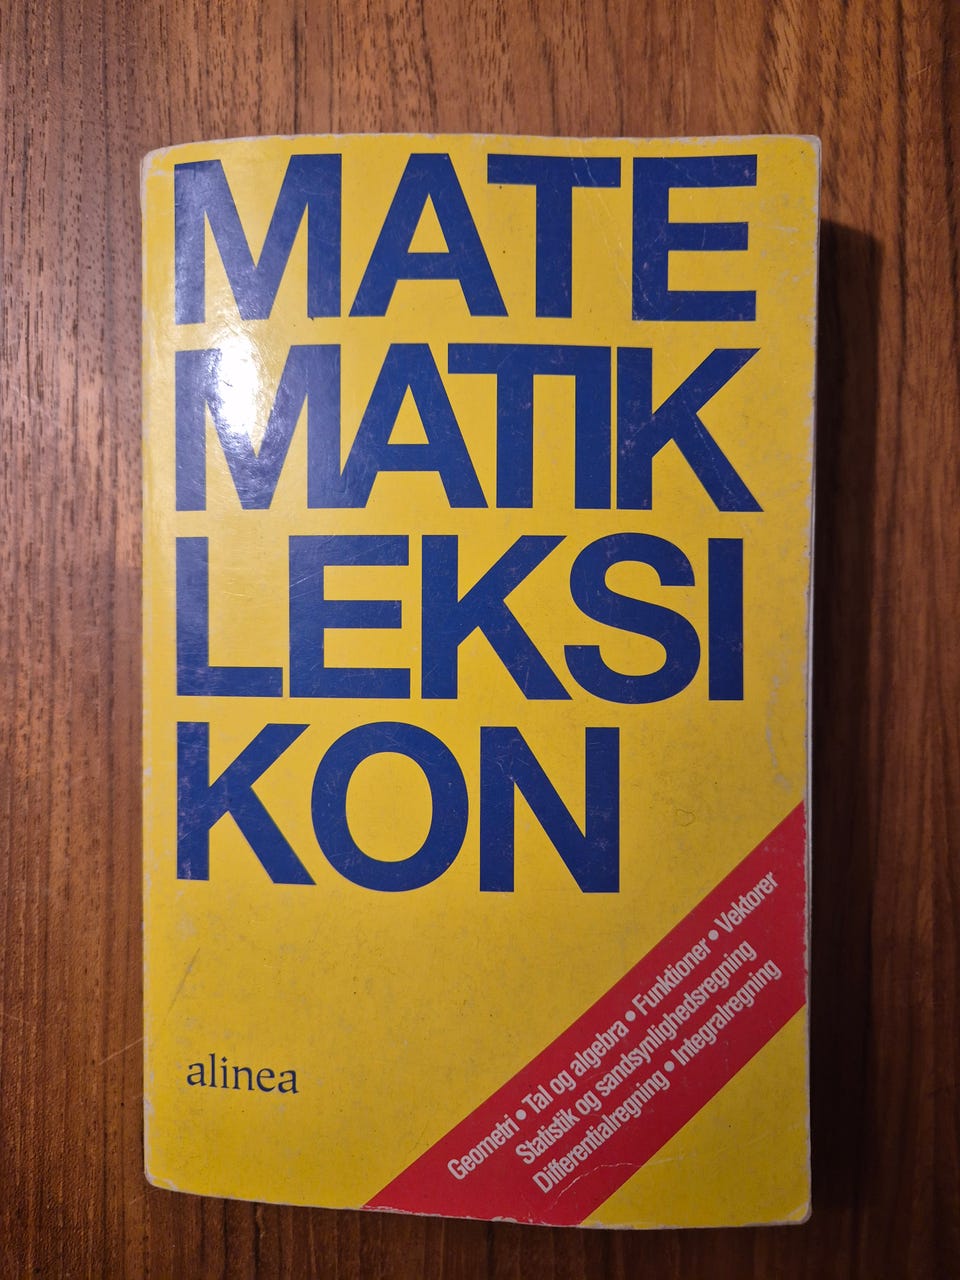 MATE
MATIK
LEKSI
KON
Geometri • Tal og algebra • Funktioner • Vektorer
Statistik og sandsynlighedsregning
Differentialregning • Integralregning
alinea